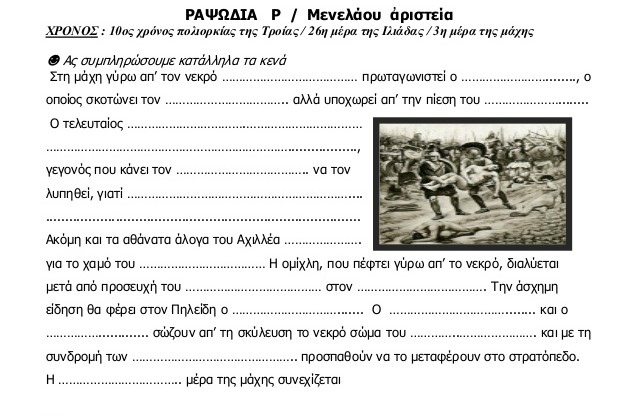 ΡΑΨΩΔΙΑ Ρ / Μενελάου ἀριστεία
ΧΡΟΝΟΣ : 10ος χρόνος πολιορκίας της Τροίας / 26η μέρα της Ιλιάδας / 3η μέρα της μάχης
☻ Ας συμπληρώσουμε κατάλληλα τα κενά
Στη μάχη γύρω απ’ τον νεκρό ………………………………… πρωταγωνιστεί ο …………………………, ο
οποίος σκοτώνει τον …………………………….. αλλά υποχωρεί απ’ την πίεση του …………………………
Ο τελευταίος ……………………………………………………………
………………………………………………………………………………,
γεγονός που κάνει τον ………………………………… να τον
λυπηθεί, γιατί ……………………………………………………………
………………………………………………………………………………
Ακόμη και τα αθάνατα άλογα του Αχιλλέα ………………….
για το χαμό του ……………………………… Η ομίχλη, που πέφτει γύρω απ’ το νεκρό, διαλύεται
μετά από προσευχή του ………………………………… στον ………………………………. Την άσχημη
είδηση θα φέρει στον Πηλείδη ο ……………………………….. Ο …………………………………… και ο
………………………… σώζουν απ’ τη σκύλευση το νεκρό σώμα του ……………………………… και με τη
συνδρομή των ……………………………………….. προσπαθούν να το μεταφέρουν στο στρατόπεδο.
Η …………………………….. μέρα της μάχης συνεχίζεται